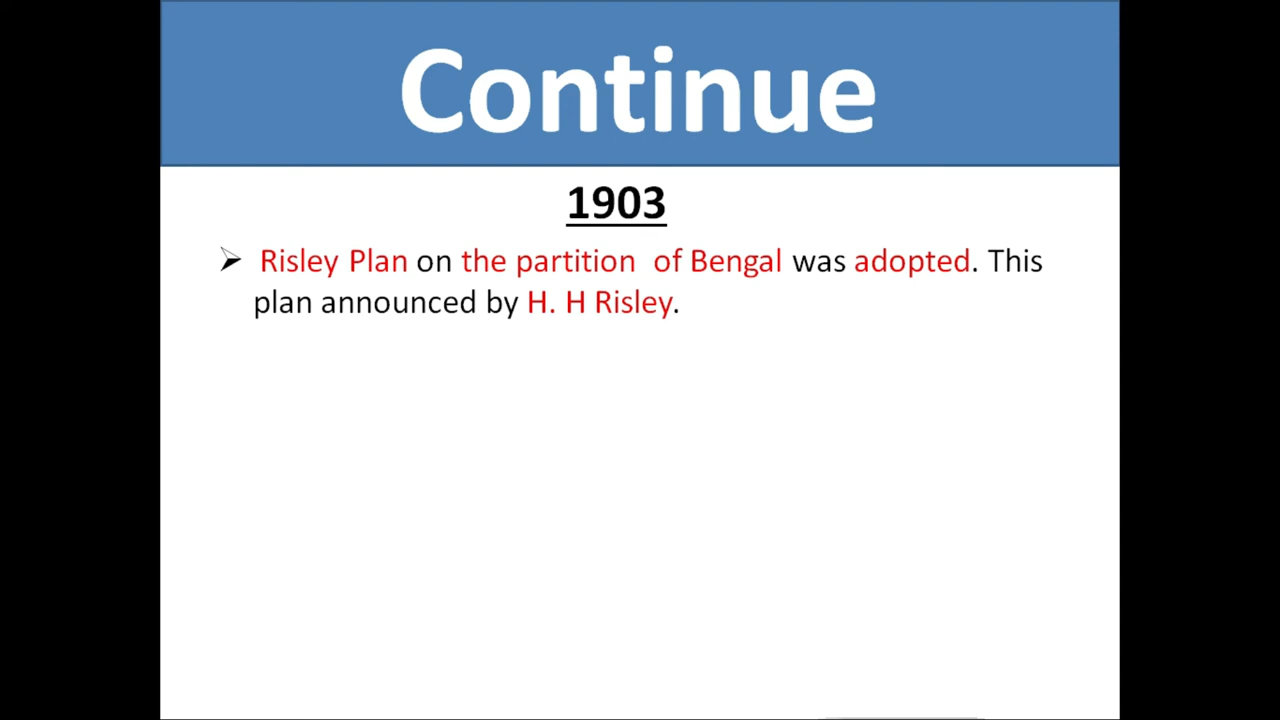 Continue
1903
Risley Plan on the partition of Bengal was adopted. This
plan announced by H. H Risley.